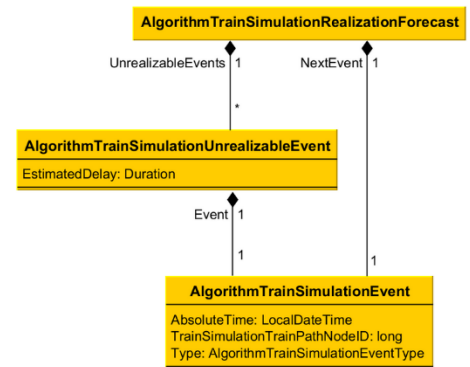 AlgorithmTrainSimulationRealizationForecast
UnrealizableEvents 1
NextEvent 1
*
AlgorithmTrainSimulationUnrealizableEvent
EstimatedDelay: Duration
Event 1
1
1
AlgorithmTrainSimulationEvent
AbsoluteTime: LocalDateTime
TrainSimulationTrainPathNodeID: long
Type: AlgorithmTrainSimulationEventType